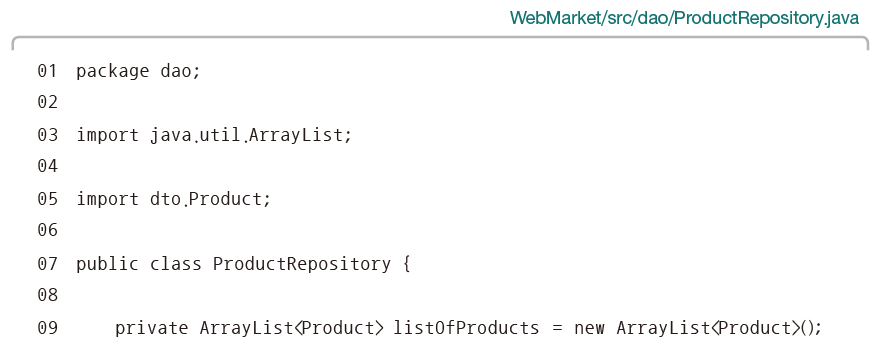 WebMarket/src/dao/ProductRepository.java
01 package dao;
02
03 import java.util.ArrayList;
04
05 import dto.Product;
06
07 public class ProductRepository {
08
09 private ArrayList<Product> listOfProducts = new ArrayList<Product>();